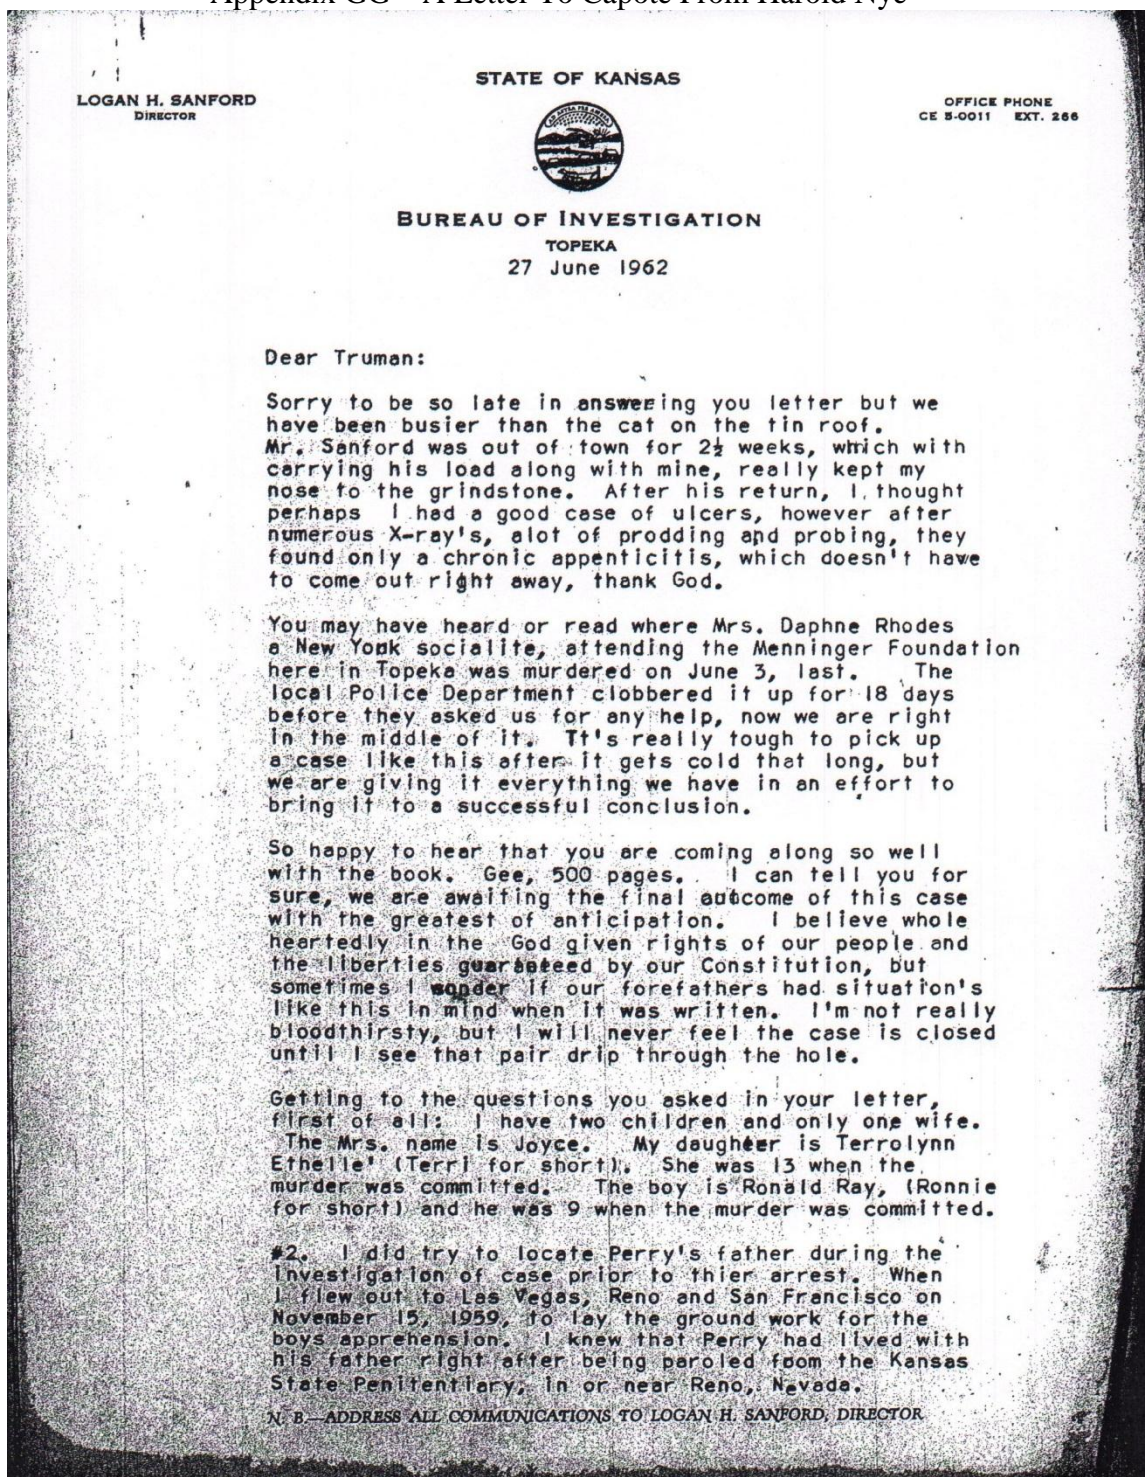 Appendix GG – A Letter To Capote From Harold Nye
STATE OF KANSAS
LOGAN H. SANFORD
DIRECTOR
OFFICE PHONE
CE 5-0011 EXT. 266
BUREAU OF INVESTIGATION
TOPEKA
27 June 1962
Dear Truman:
Sorry to be so late in answering you letter but we
have been busier than the cat on the tin roof.
Mr. Sanford was out of town for 2½ weeks, which with
carrying his load along with mine, really kept my
nose to the grindstone. After his return, I thought
perhaps I had a good case of ulcers, however after
numerous X-ray's, alot of prodding and probing, they
found only a chronic appenticitis, which doesn't have
to come out right away, thank God.
You may have heard or read where Mrs. Daphne Rhodes
a New Yook socialite, attending the Menninger Foundation
here in Topeka was murdered on June 3, last. The
local Police Department clobbered it up for 18 days
before they asked us for any help, now we are right
in the middle of it. It's really tough to pick up
a case like this after it gets cold that long, but
we are giving it everything we have in an effort to
bring it to a successful conclusion.
So happy to hear that you are coming along so well
with the book. Gee, 500 pages. I can tell you for
sure, we are awaiting the final outcome of this case
with the greatest of anticipation. I believe whole
heartedly in the God given rights of our people and
the liberties guaranteed by our Constitution, but
sometimes I wonder if our forefathers had situation's
like this in mind when it was written. I'm not really
bloodthirsty, but I will never feel the case is closed
until I see that pair drip through the hole.
Getting to the questions you asked in your letter,
first of all: I have two children and only one wife.
The Mrs. name is Joyce. My daughter is Terrolynn
Ethelle' (Terri for short). She was 13 when the
murder was committed. The boy is Ronald Ray, (Ronnie
for short) and he was 9 when the murder was committed.
#2. I did try to locate Perry's father during the
investigation of case prior to thier arrest. When
I flew out to Las Vegas, Reno and San Francisco on
November 15, 1959, to lay the ground work for the
boys apprehension. I knew that Perry had lived with
his father right after being paroled foom the Kansas
State Penitentiary, in or near Reno, Nevada.
N. B.—ADDRESS ALL COMMUNICATIONS TO LOGAN H. SANFORD, DIRECTOR